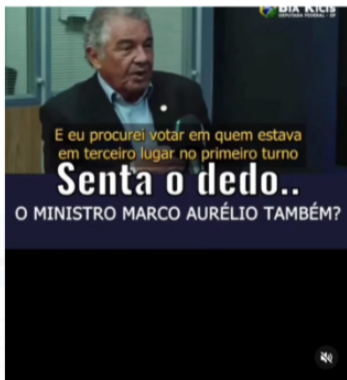 BIA KICIS
DEPUTADA FEDERAL - DF
E eu procurei votar em quem estava
em terceiro lugar no primeiro turno
Senta o dedo..
O MINISTRO MARCO AURÉLIO TAMBÉM?